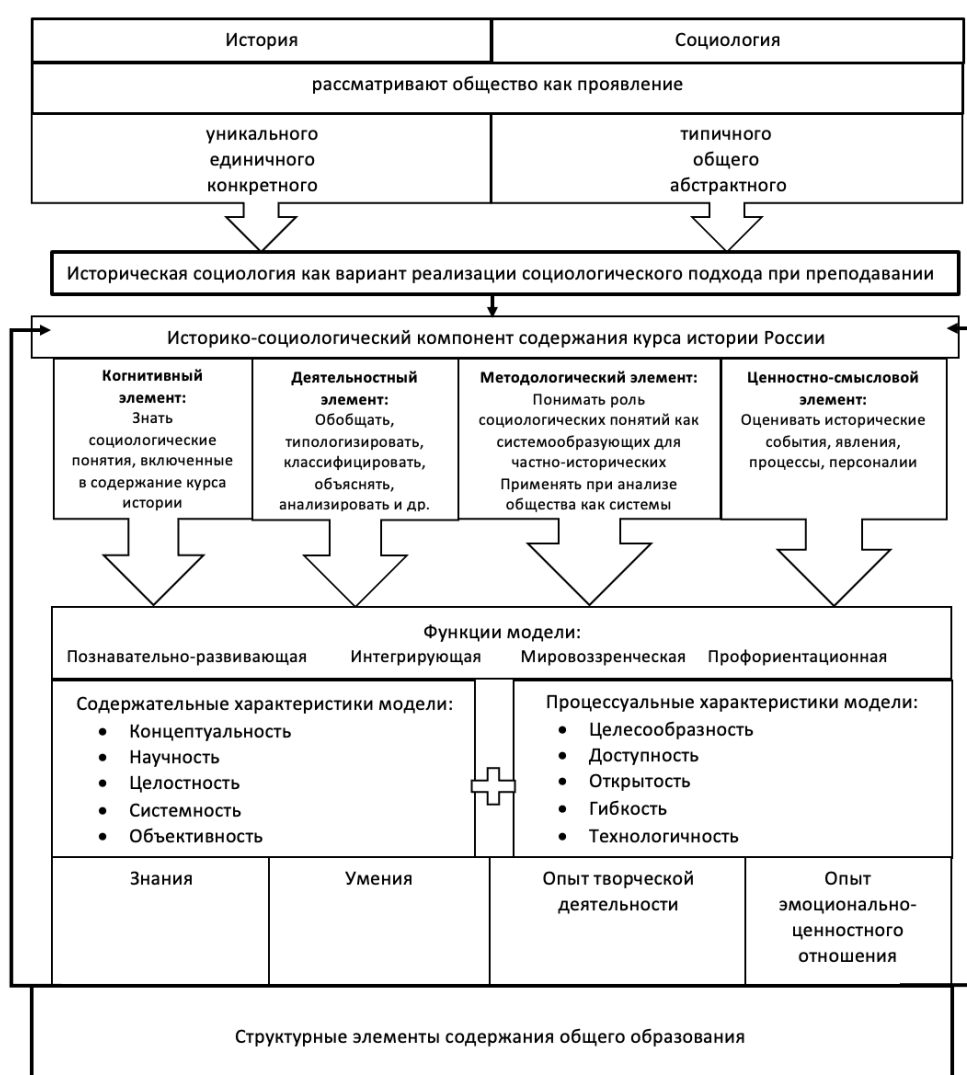 История
Социология
рассматривают общество как проявление
уникального
единичного
конкретного
типичного
общего
абстрактного
Историческая социология как вариант реализации социологического подхода при преподавании
Историко-социологический компонент содержания курса истории России
Когнитивный
элемент:
Знать
социологические
понятия, включенные
в содержание курса
истории
Деятельностный
элемент:
Обобщать,
типологизировать,
классифицировать,
объяснять,
анализировать и др.
Методологический элемент:
Понимать роль
социологических понятий как
системообразующих для
частно-исторических
Применять при анализе
общества как системы
Ценностно-смысловой
элемент:
Оценивать исторические
события, явления,
процессы, персоналии
Функции модели:
Познавательно-развивающая Интегрирующая Мировоззренческая Профориентационная
Содержательные характеристики модели:
• Концептуальность
• Научность
• Целостность
• Системность
• Объективность
Процессуальные характеристики модели:
• Целесообразность
• Доступность
• Открытость
• Гибкость
• Технологичность
Знания
Умения
Опыт творческой
деятельности
Опыт
эмоционально-
ценностного
отношения
Структурные элементы содержания общего образования